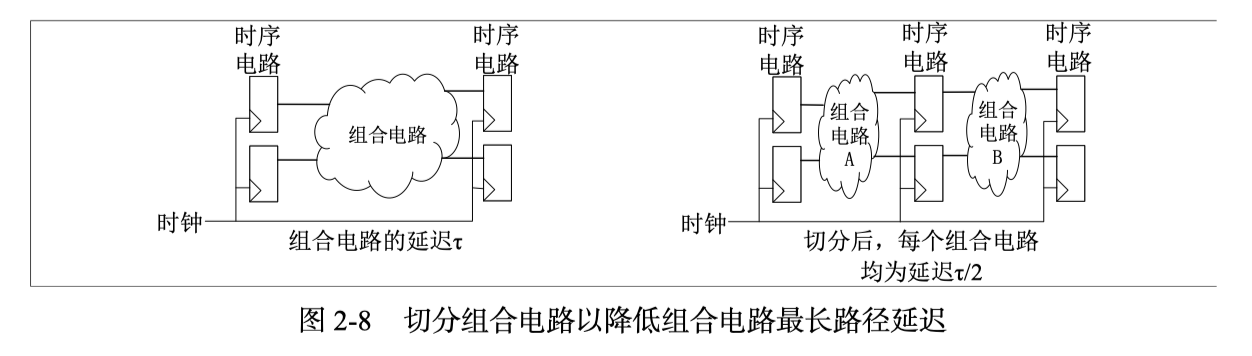 时序
电路
时序
电路
组合电路
时钟
组合电路的延迟τ
时序
电路
时序
电路
时序
电路
组合
电路
A
组合
电路
B
时钟
切分后，每个组合电路
均为延迟τ/2
图 2-8 切分组合电路以降低组合电路最长路径延迟